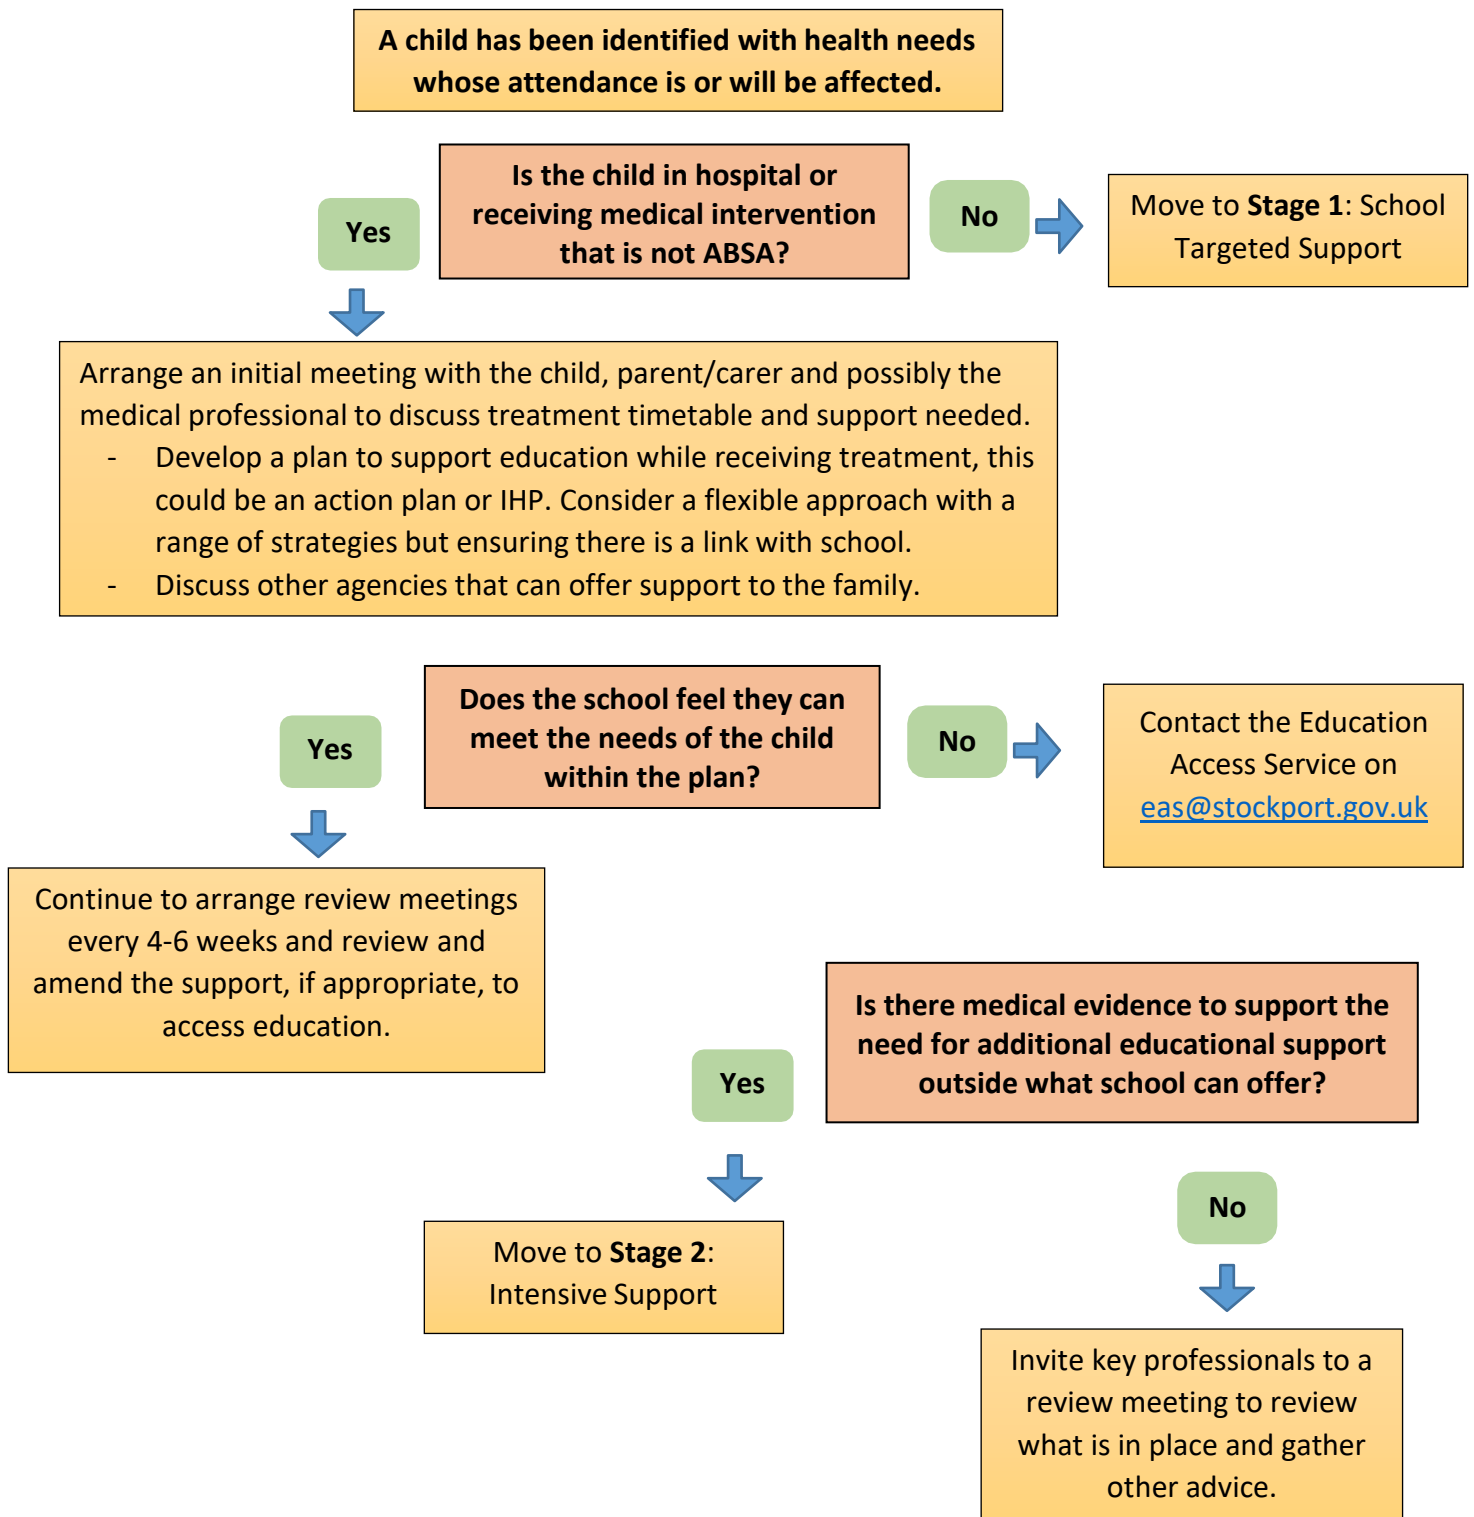 A child has been identified with health needs
whose attendance is or will be affected.
Is the child in hospital or
receiving medical intervention
that is not ABSA?
Yes
No
Move to Stage 1: School
Targeted Support
Arrange an initial meeting with the child, parent/carer and possibly the
medical professional to discuss treatment timetable and support needed.
- Develop a plan to support education while receiving treatment, this
could be an action plan or IHP. Consider a flexible approach with a
range of strategies but ensuring there is a link with school.
- Discuss other agencies that can offer support to the family.
Does the school feel they can
meet the needs of the child
within the plan?
Yes
No
Contact the Education
Access Service on
eas@stockport.gov.uk
Continue to arrange review meetings
every 4-6 weeks and review and
amend the support, if appropriate, to
access education.
Is there medical evidence to support the
need for additional educational support
outside what school can offer?
Yes
No
Move to Stage 2:
Intensive Support
Invite key professionals to a
review meeting to review
what is in place and gather
other advice.